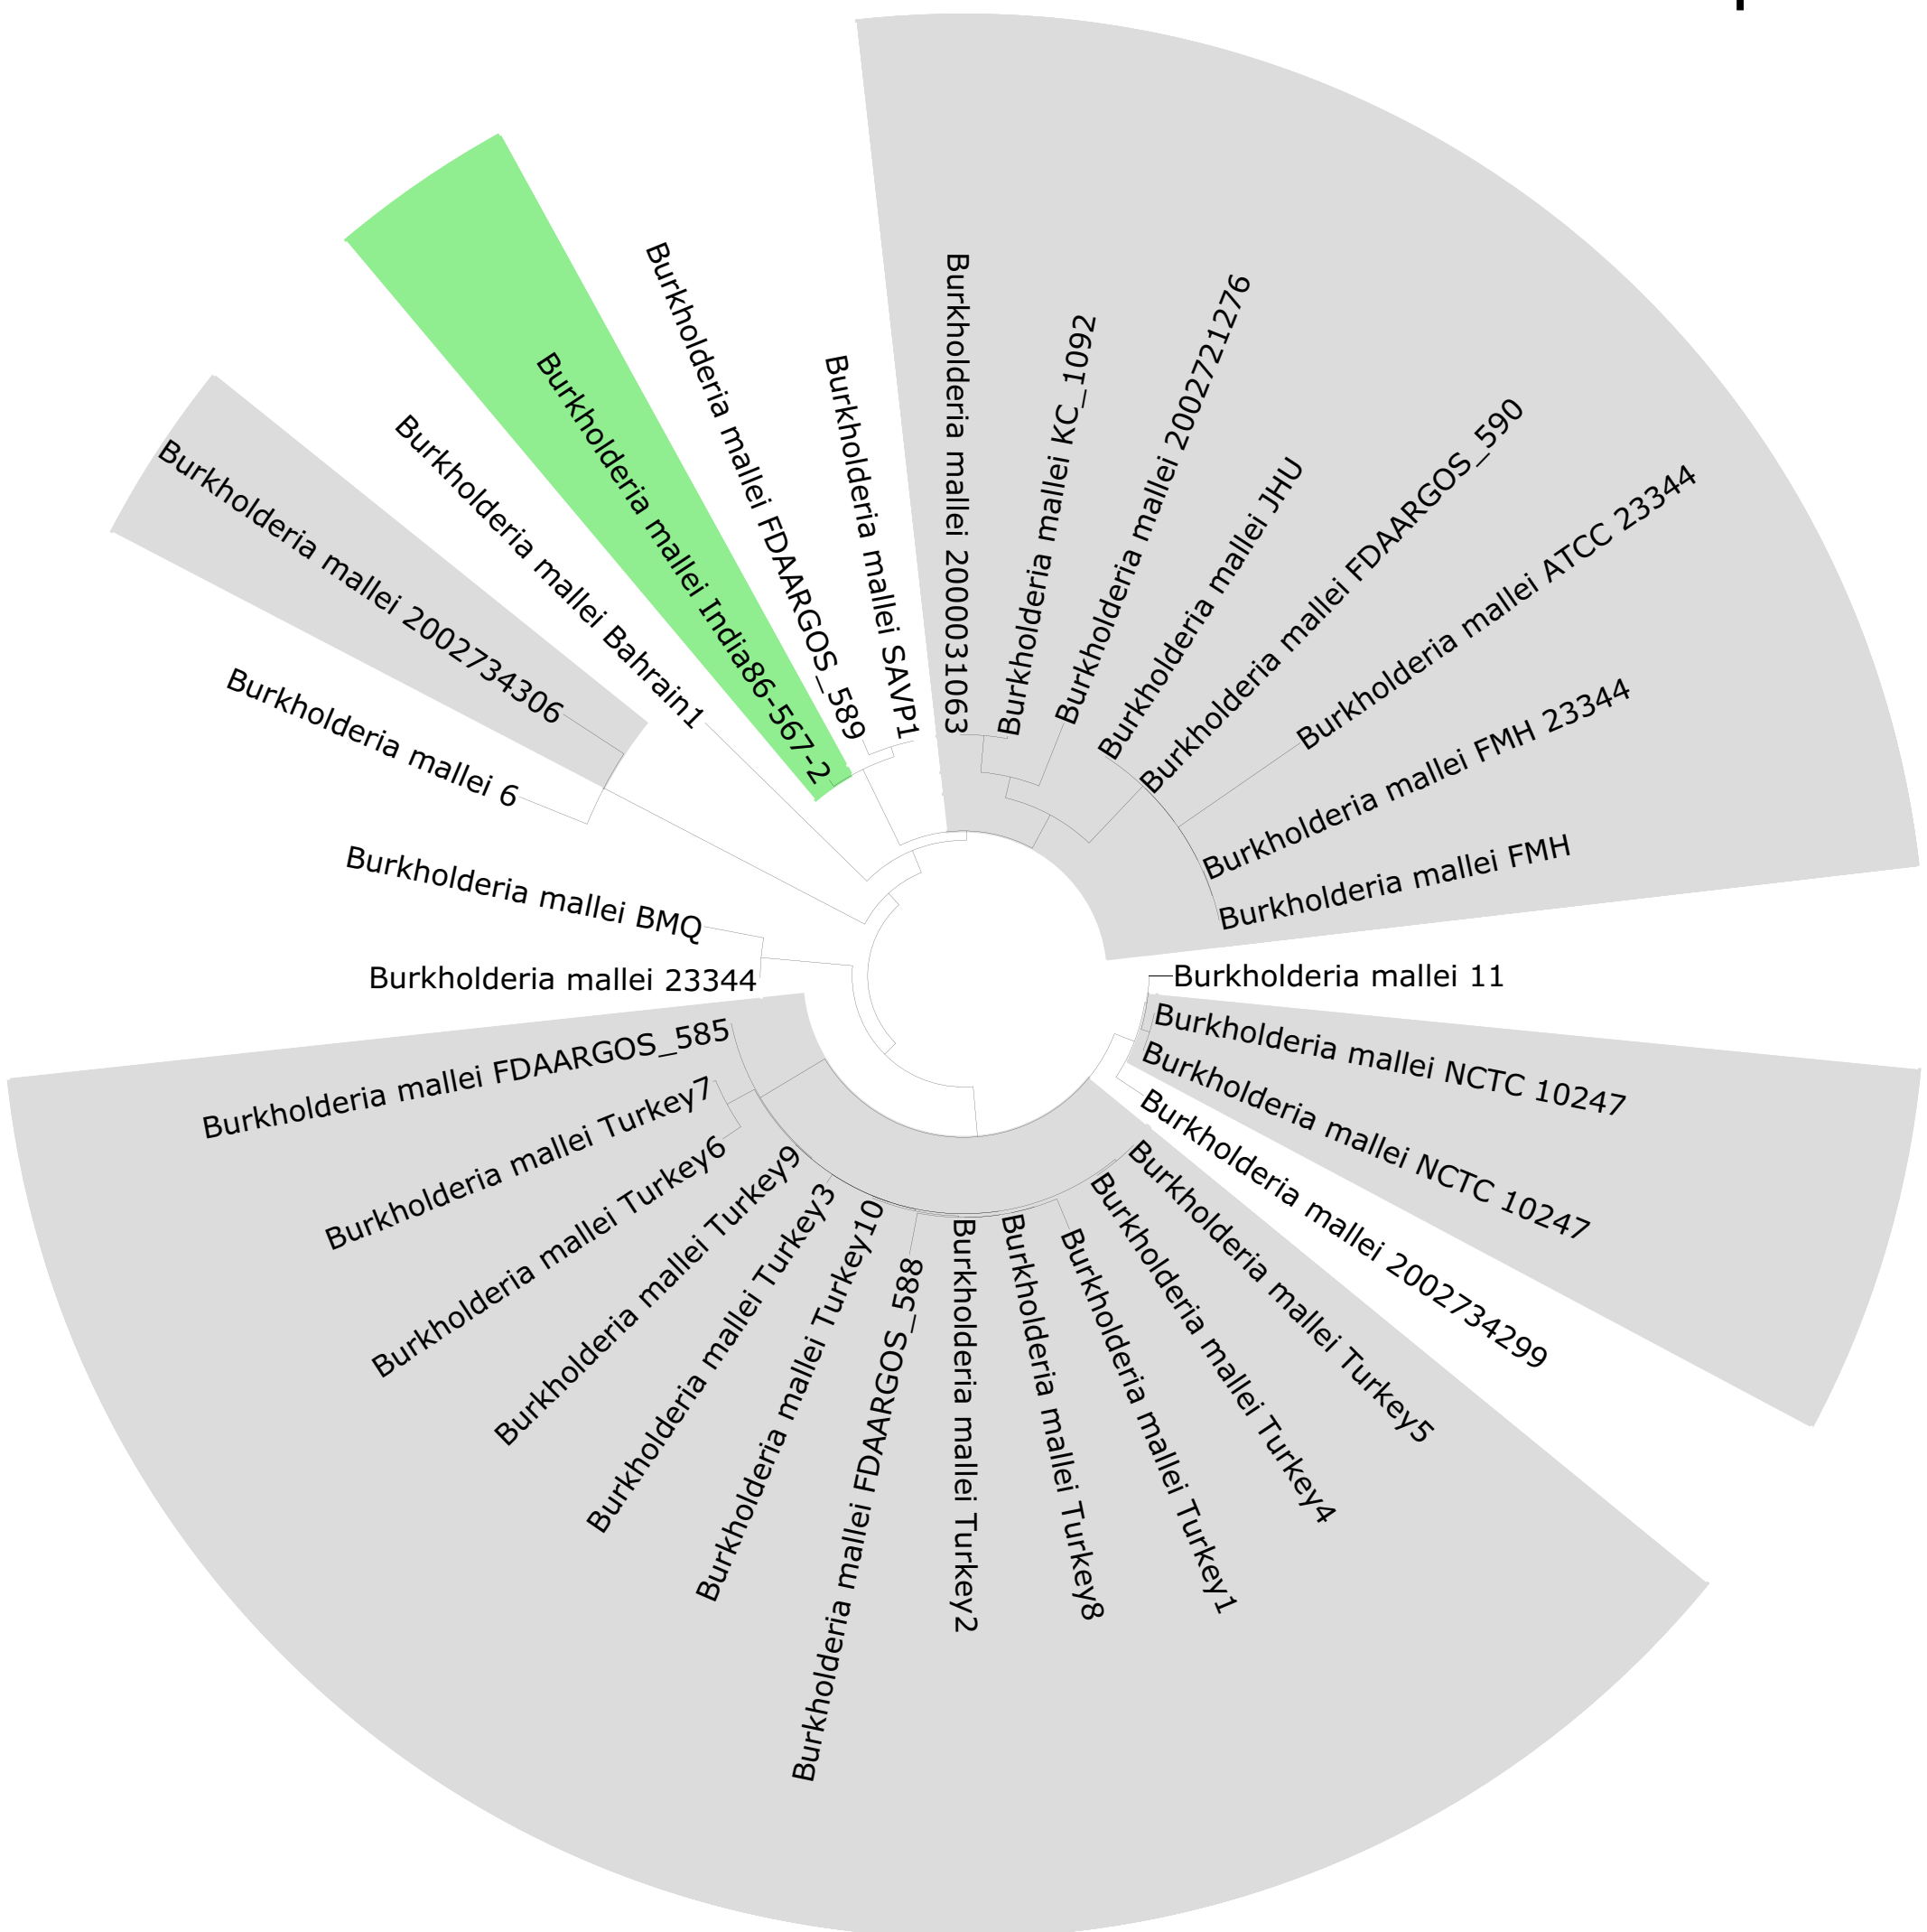 Burkholderia mallei 2000031063
Burkholderia mallei KC_1092
Burkholderia mallei 2002721276
Burkholderia mallei JHU
Burkholderia mallei FDAARGOS_590
Burkholderia mallei ATCC 23344
Burkholderia mallei FMH 23344
Burkholderia mallei FMH
Burkholderia mallei 11
Burkholderia mallei NCTC 10247
Burkholderia mallei NCTC 10247
Burkholderia mallei 2002734299
Burkholderia mallei Turkey5
Burkholderia mallei Turkey4
Burkholderia mallei Turkey1
Burkholderia mallei Turkey8
Burkholderia mallei Turkey2
Burkholderia mallei FDAARGOS_588
Burkholderia mallei Turkey10
Burkholderia mallei Turkey3
Burkholderia mallei Turkey9
Burkholderia mallei Turkey6
Burkholderia mallei Turkey7
Burkholderia mallei FDAARGOS_585
Burkholderia mallei 23344
Burkholderia mallei BMQ
Burkholderia mallei 6
Burkholderia mallei 2002734306
Burkholderia mallei Bahrain1
Burkholderia mallei India86-567-2
Burkholderia mallei FDAARGOS_589
Burkholderia mallei SAVP1